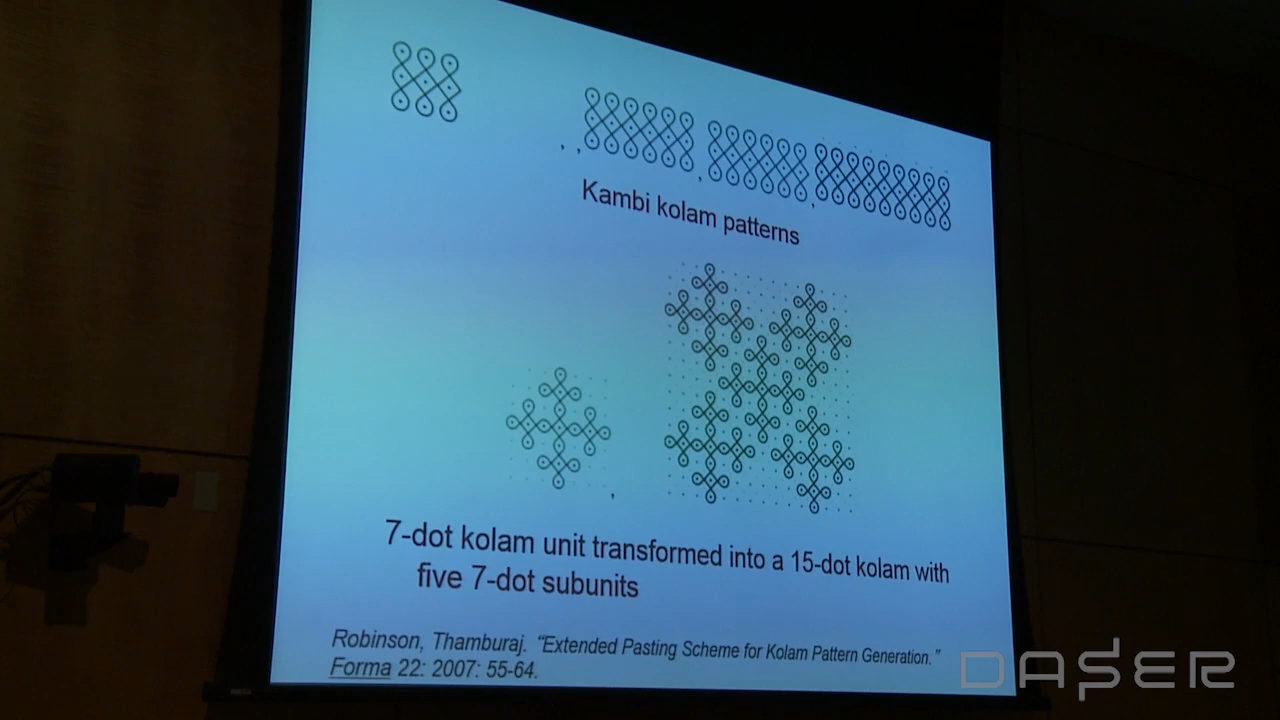 Kambi kolam patterns
7-dot kolam unit transformed into a 15-dot kolam with
five 7-dot subunits
Robinson, Thamburaj. “Extended Pasting Scheme for Kolam Pattern Generation.”
Forma 22: 2007: 55-64.
DASER